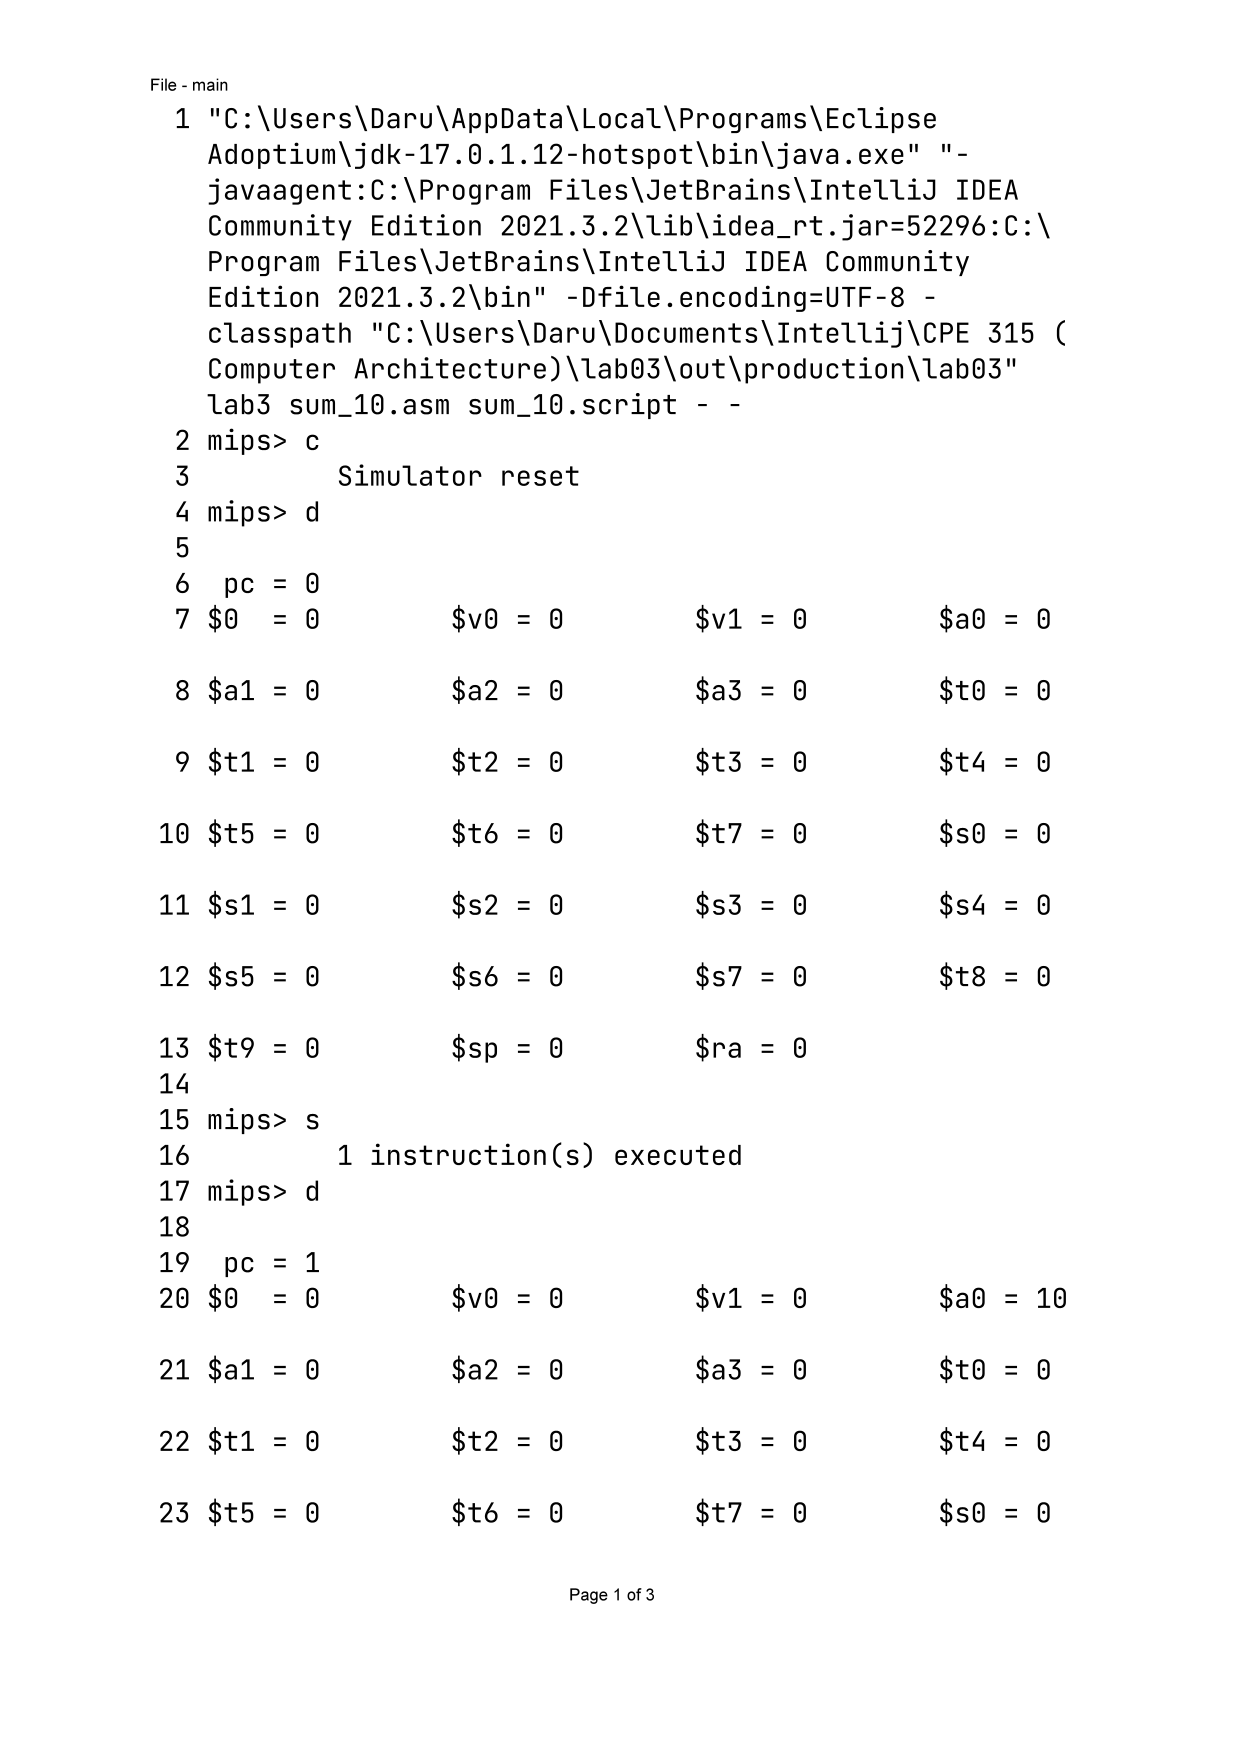 File - main
1 "C:\Users\Daru\AppData\Local\Programs\Eclipse
Adoptium\jdk-17.0.1.12-hotspot\bin\java.exe" "-
javaagent:C:\Program Files\JetBrains\IntelliJ IDEA
Community Edition 2021.3.2\lib\idea_rt.jar=52296:C:\
Program Files\JetBrains\IntelliJ IDEA Community
Edition 2021.3.2\bin" -Dfile.encoding=UTF-8 -
classpath "C:\Users\Daru\Documents\Intellij\CPE 315 (
Computer Architecture)\lab03\out\production\lab03"
lab3 sum_10.asm sum_10.script - -
2 mips> c
3         Simulator reset
4 mips> d
5
6  pc = 0
7 $0  = 0        $v0 = 0        $v1 = 0        $a0 = 0
8 $a1 = 0        $a2 = 0        $a3 = 0        $t0 = 0
9 $t1 = 0        $t2 = 0        $t3 = 0        $t4 = 0
10 $t5 = 0        $t6 = 0        $t7 = 0        $s0 = 0
11 $s1 = 0        $s2 = 0        $s3 = 0        $s4 = 0
12 $s5 = 0        $s6 = 0        $s7 = 0        $t8 = 0
13 $t9 = 0        $sp = 0        $ra = 0
14
15 mips> s
16         1 instruction(s) executed
17 mips> d
18
19  pc = 1
20 $0  = 0        $v0 = 0        $v1 = 0        $a0 = 10
21 $a1 = 0        $a2 = 0        $a3 = 0        $t0 = 0
22 $t1 = 0        $t2 = 0        $t3 = 0        $t4 = 0
23 $t5 = 0        $t6 = 0        $t7 = 0        $s0 = 0
Page 1 of 3